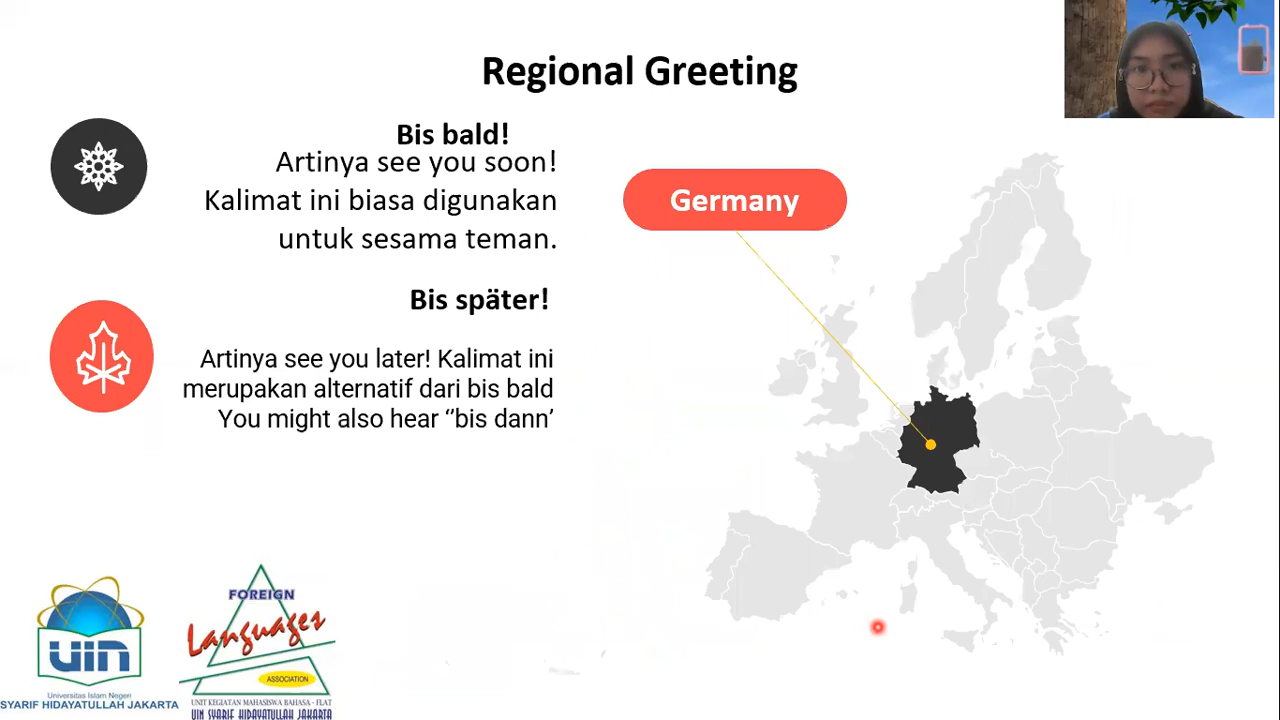 Regional Greeting
Bis bald!
Artinya see you soon!
Kalimat ini biasa digunakan
untuk sesama teman.
Germany
Bis später!
Artinya see you later! Kalimat ini
merupakan alternatif dari bis bald
You might also hear “bis dann’
uin
Universitas Islam Negeri
SYARIF HIDAYATULLAH JAKARTA
FOREIGN
Languages
ASSOCIATION
UNIT KEGIATAN MAHASISWA BAHASA - FLAT
UIN SYARIF HIDAYATULLAH JAKARTA